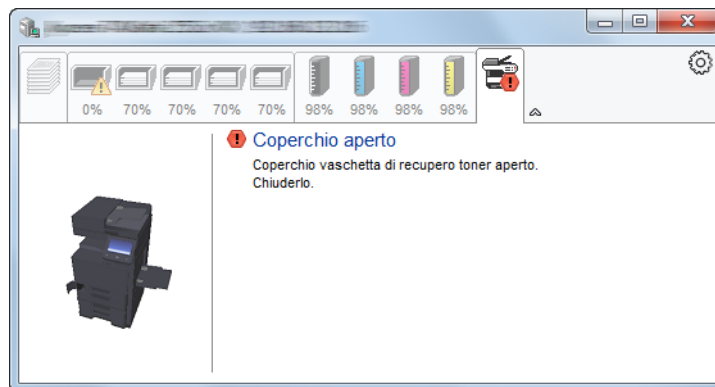 0% 70% 70% 70% 70% 98% 98% 98% 98%
Coperchio aperto
Coperchio vaschetta di recupero toner aperto.
Chiuderlo.